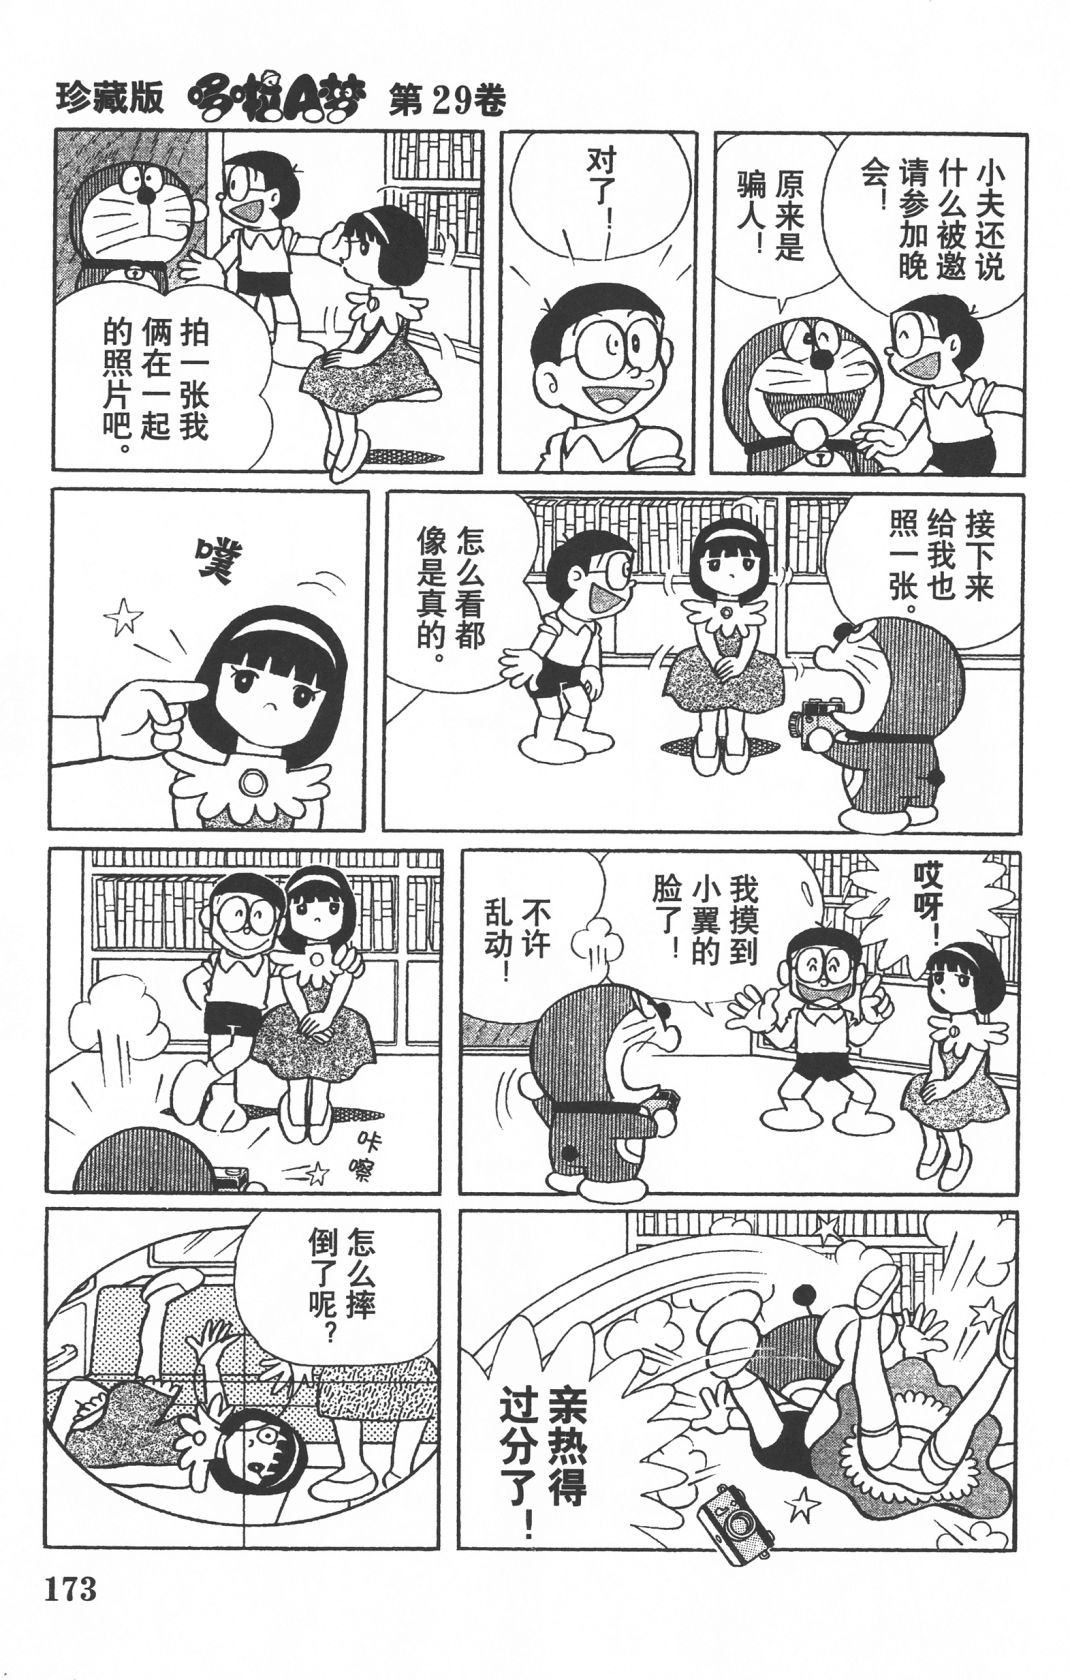 珍藏版 哆啦A梦 第29卷
小夫还说
什么被邀
请参加晚
会！
原来是
骗人！
对
了！
拍一张我
俩在一起
的照片吧。
接下来
给我也
照一张。
怎么看都
像是真的。
噗
哎呀！
我摸到
小翼的
脸了！
不许
乱动！
咔嚓
亲热得
过分了！
怎么摔
倒了呢？
173